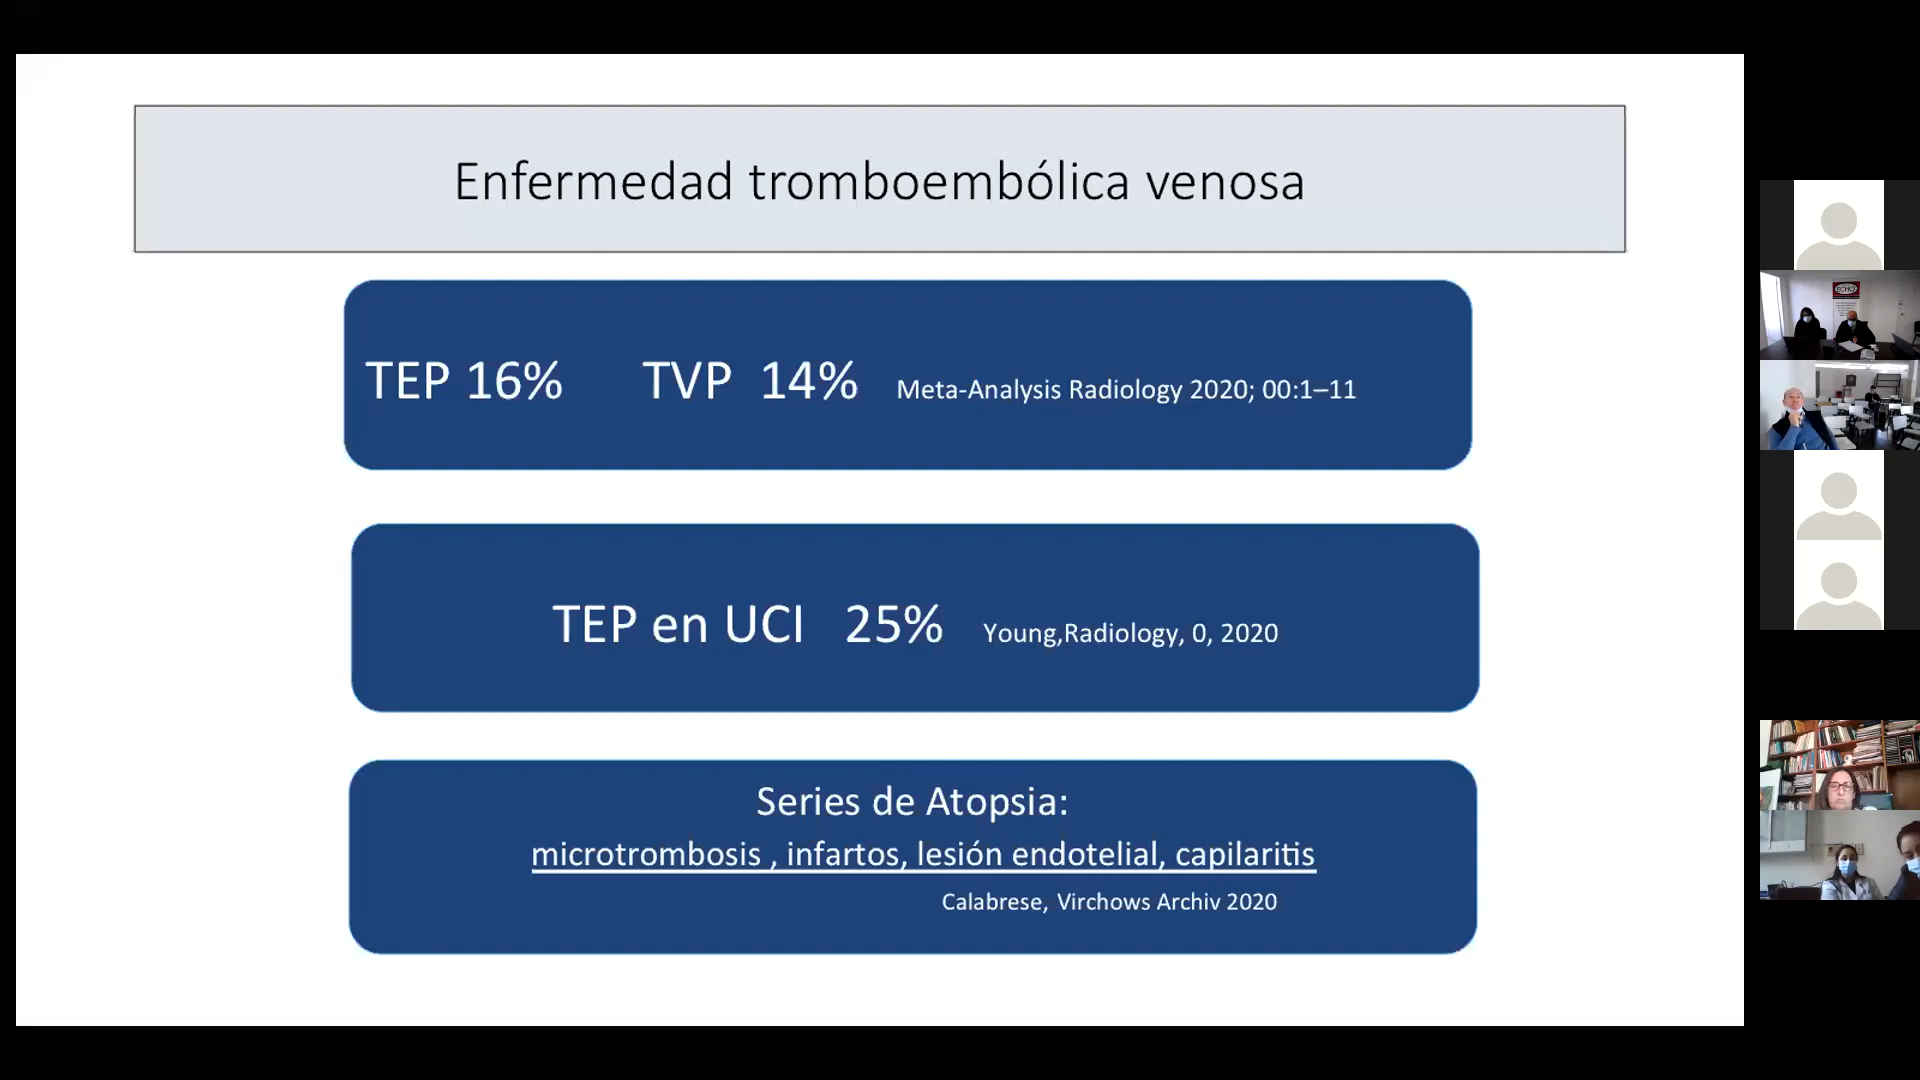 Enfermedad tromboembólica venosa
TEP 16% TVP 14% Meta-Analysis Radiology 2020; 00:1–11
TEP en UCI 25% Young,Radiology, 0, 2020
Series de Atopsia:
microtrombosis , infartos, lesión endotelial, capilaritis
Calabrese, Virchows Archiv 2020
ECHO